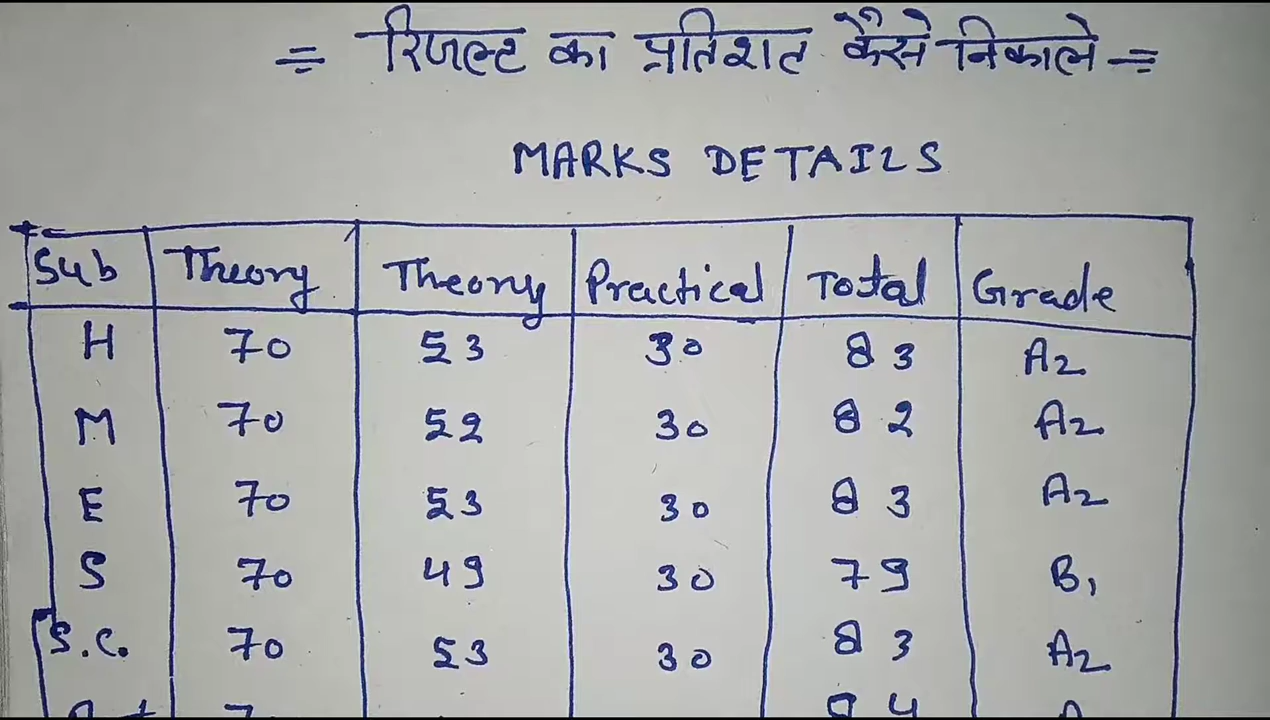 = रिजल्ट का प्रतिशत कैसे निकाले =
MARKS DETAILS
Sub Theory Theory Practical Total Grade
H 70 53 30 83 A2
M 70 52 30 82 A2
E 70 53 30 83 A2
S 70 49 30 79 B1
S.C. 70 53 30 83 A2
84